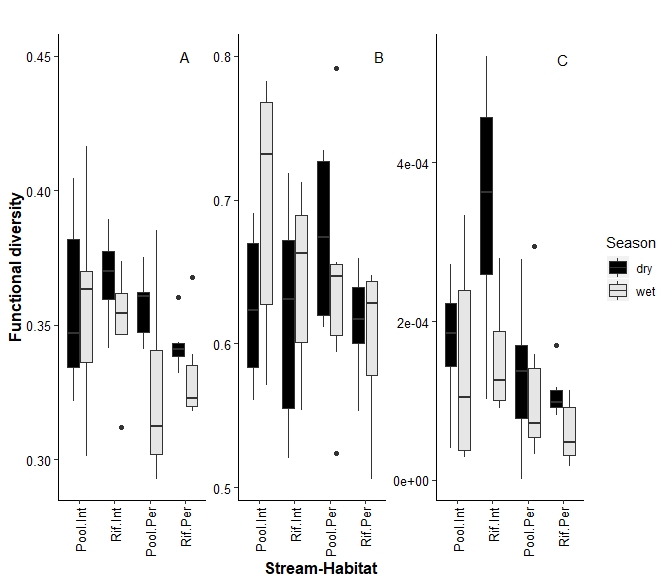 A
B
C
Functional diversity
0.45
0.40
0.35
0.30
0.8
0.7
0.6
0.5
4e-04
2e-04
0e+00
Season
dry
wet
Pool.Int
Rif.Int
Pool.Per
Rif.Per
Pool.Int
Rif.Int
Pool.Per
Rif.Per
Pool.Int
Rif.Int
Pool.Per
Rif.Per
Stream-Habitat